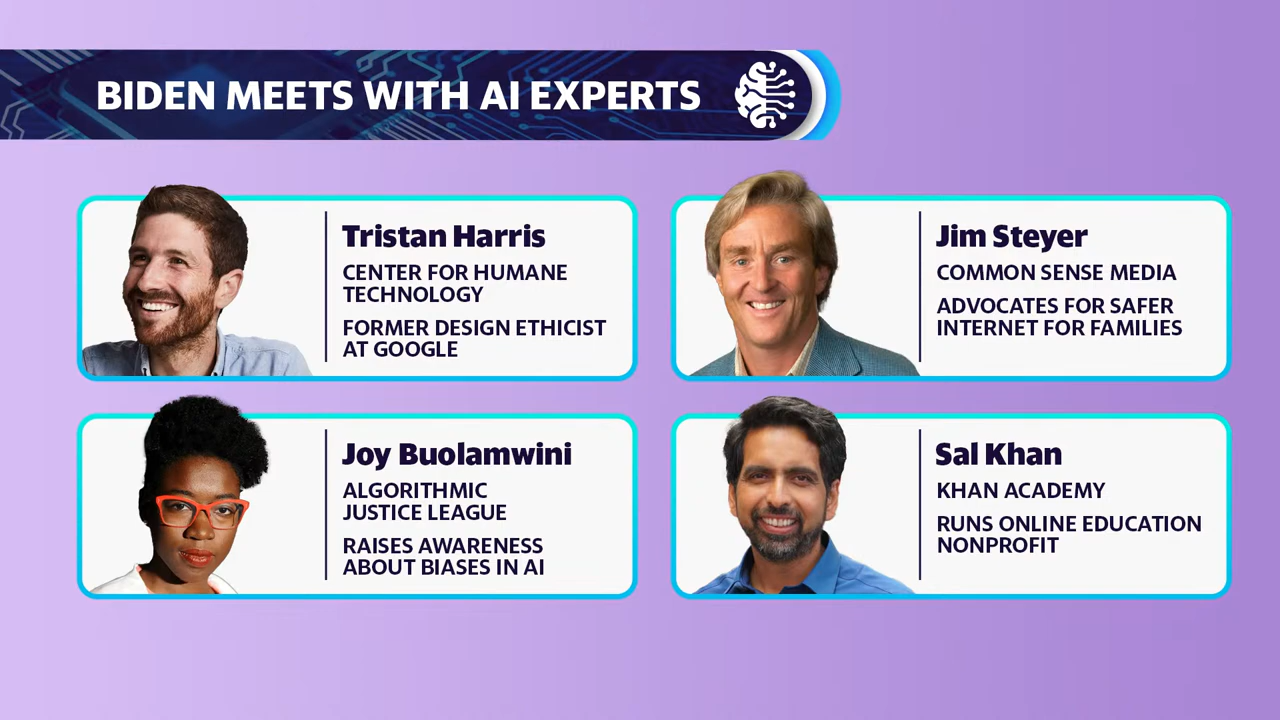 BIDEN MEETS WITH AI EXPERTS
Tristan Harris
CENTER FOR HUMANE
TECHNOLOGY
FORMER DESIGN ETHICIST
AT GOOGLE
Jim Steyer
COMMON SENSE MEDIA
ADVOCATES FOR SAFER
INTERNET FOR FAMILIES
Joy Buolamwini
ALGORITHMIC
JUSTICE LEAGUE
RAISES AWARENESS
ABOUT BIASES IN AI
Sal Khan
KHAN ACADEMY
RUNS ONLINE EDUCATION
NONPROFIT